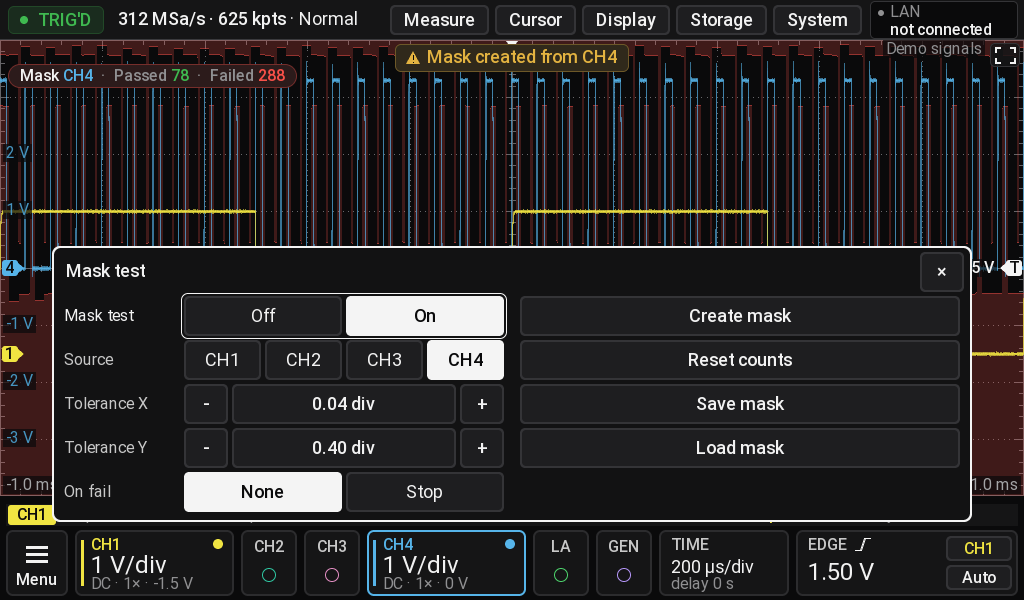 TRIG'D 312 MSa/s · 625 kpts · Normal Measure Cursor Display Storage System LAN
not connected
Demo signals
Mask created from CH4
Mask CH4 · Passed 78 · Failed 288
2 V
1 V
4
5 V T
Mask test ×
Mask test Off On Create mask
Source CH1 CH2 CH3 CH4 Reset counts
Tolerance X - 0.04 div + Save mask
Tolerance Y - 0.40 div + Load mask
On fail None Stop
-1 V
1
-2 V
-3 V
-1.0 ms 1.0 ms
CH1
Menu
CH1
1 V/div
DC · 1× · -1.5 V
CH2
CH3
CH4
1 V/div
DC · 1× · 0 V
LA
GEN
TIME
200 µs/div
delay 0 s
EDGE
1.50 V
CH1
Auto